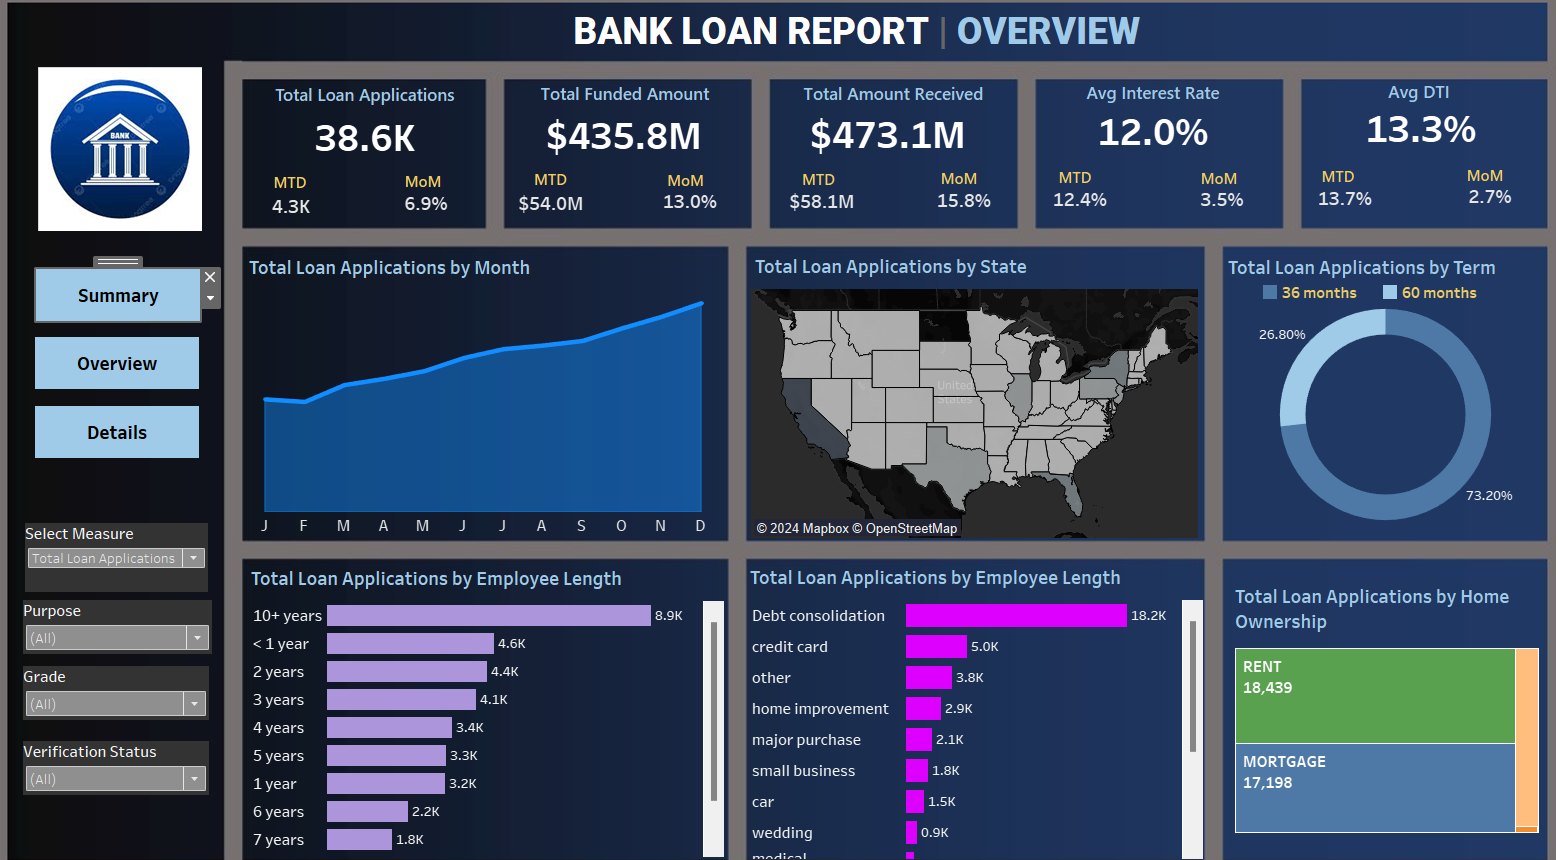 BANK LOAN REPORT | OVERVIEW
BANK
Summary
Overview
Details
Select Measure
Total Loan Applications
Purpose
(All)
Grade
(All)
Verification Status
(All)
Total Loan Applications
38.6K
MTD MoM
4.3K 6.9%
Total Funded Amount
$435.8M
MTD MoM
$54.0M 13.0%
Total Amount Received
$473.1M
MTD MoM
$58.1M 15.8%
Avg Interest Rate
12.0%
MTD MoM
12.4% 3.5%
Avg DTI
13.3%
MTD MoM
13.7% 2.7%
Total Loan Applications by Month
J F M A M J J A S O N D
Total Loan Applications by State
United
States
© 2024 Mapbox © OpenStreetMap
Total Loan Applications by Term
36 months 60 months
26.80%
73.20%
Total Loan Applications by Employee Length
10+ years 8.9K
< 1 year 4.6K
2 years 4.4K
3 years 4.1K
4 years 3.4K
5 years 3.3K
1 year 3.2K
6 years 2.2K
7 years 1.8K
Total Loan Applications by Employee Length
Debt consolidation 18.2K
credit card 5.0K
other 3.8K
home improvement 2.9K
major purchase 2.1K
small business 1.8K
car 1.5K
wedding 0.9K
medical
Total Loan Applications by Home
Ownership
RENT
18,439
MORTGAGE
17,198